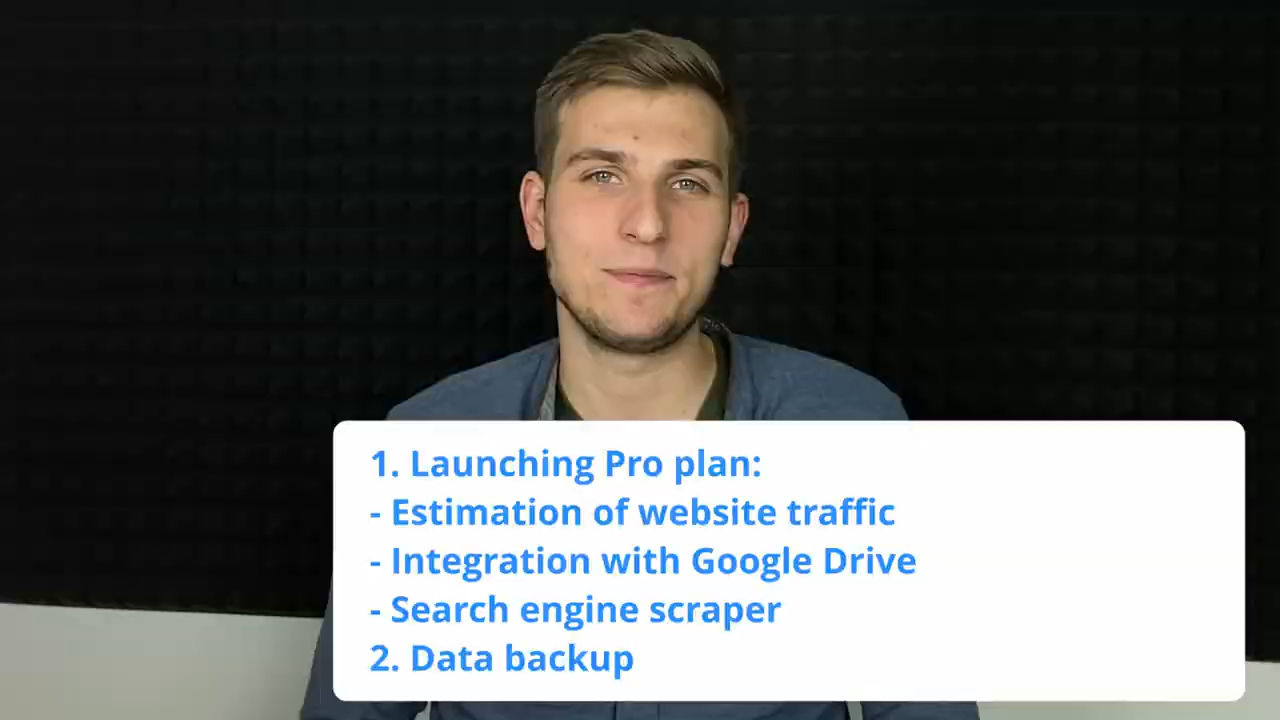 1. Launching Pro plan:
- Estimation of website traffic
- Integration with Google Drive
- Search engine scraper
2. Data backup